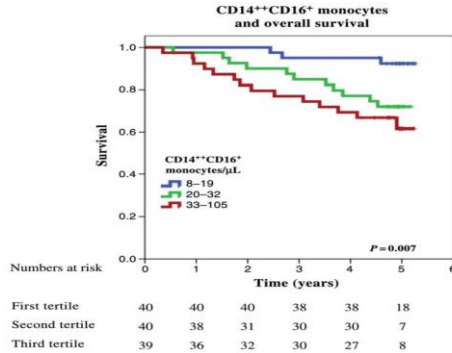 CD14⁺⁺CD16⁺ monocytes
and overall survival
1.0
0.8
0.6
0.4
0.2
0.0
Survival
CD14⁺⁺CD16⁺
monocytes/μL
8–19
20–32
33–105
P = 0.007
0 1 2 3 4 5 6
Time (years)
Numbers at risk
First tertile 40 40 40 38 38 18
Second tertile 40 38 31 30 30 7
Third tertile 39 36 32 30 27 8